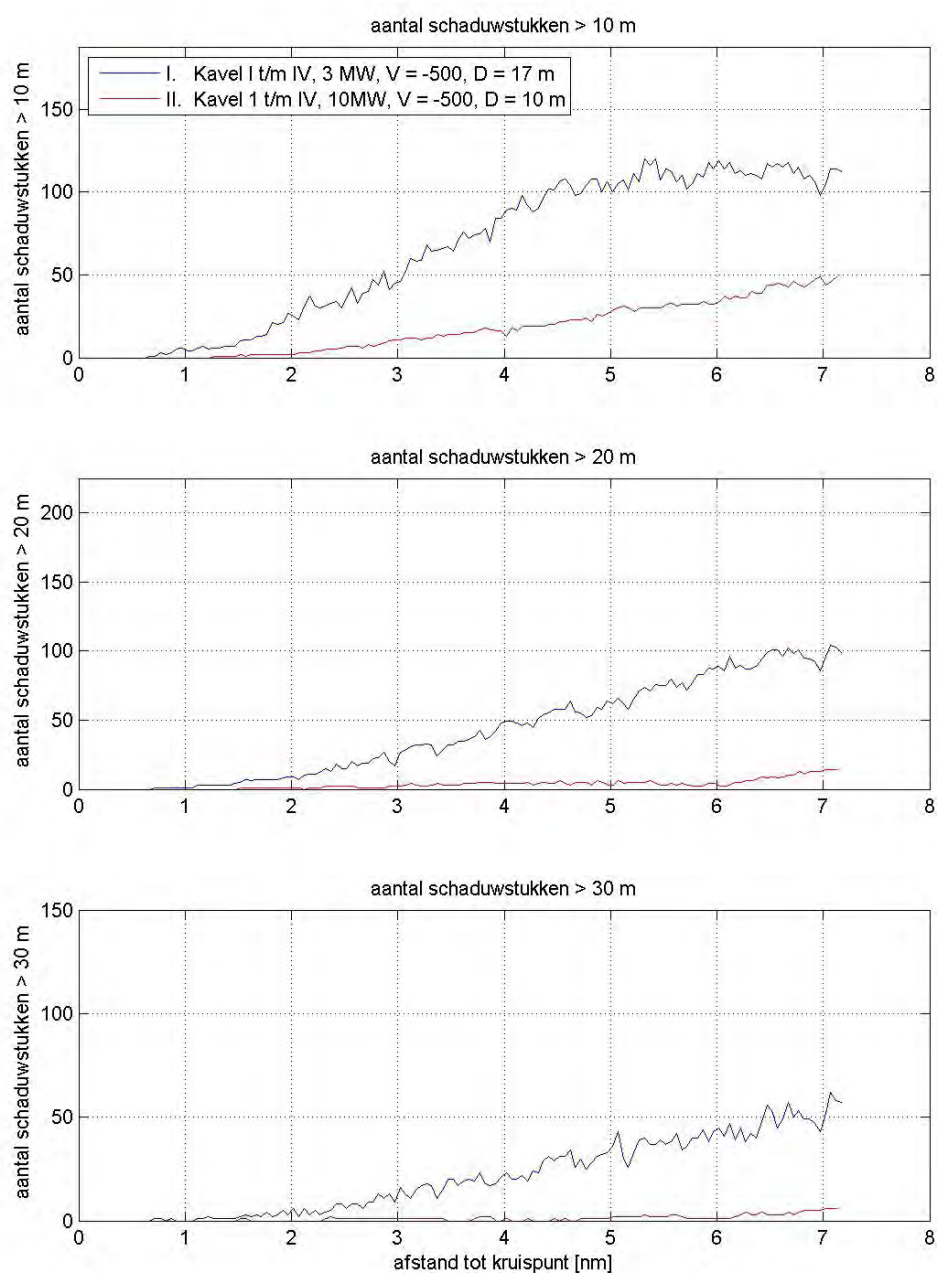 aantal schaduwstukken > 10 m
I. Kavel I t/m IV, 3 MW, V = -500, D = 17 m
II. Kavel 1 t/m IV, 10MW, V = -500, D = 10 m
aantal schaduwstukken > 10 m
150
100
50
0
0 1 2 3 4 5 6 7 8
aantal schaduwstukken > 20 m
aantal schaduwstukken > 20 m
200
150
100
50
0
0 1 2 3 4 5 6 7 8
aantal schaduwstukken > 30 m
aantal schaduwstukken > 30 m
150
100
50
0
0 1 2 3 4 5 6 7 8
afstand tot kruispunt [nm]